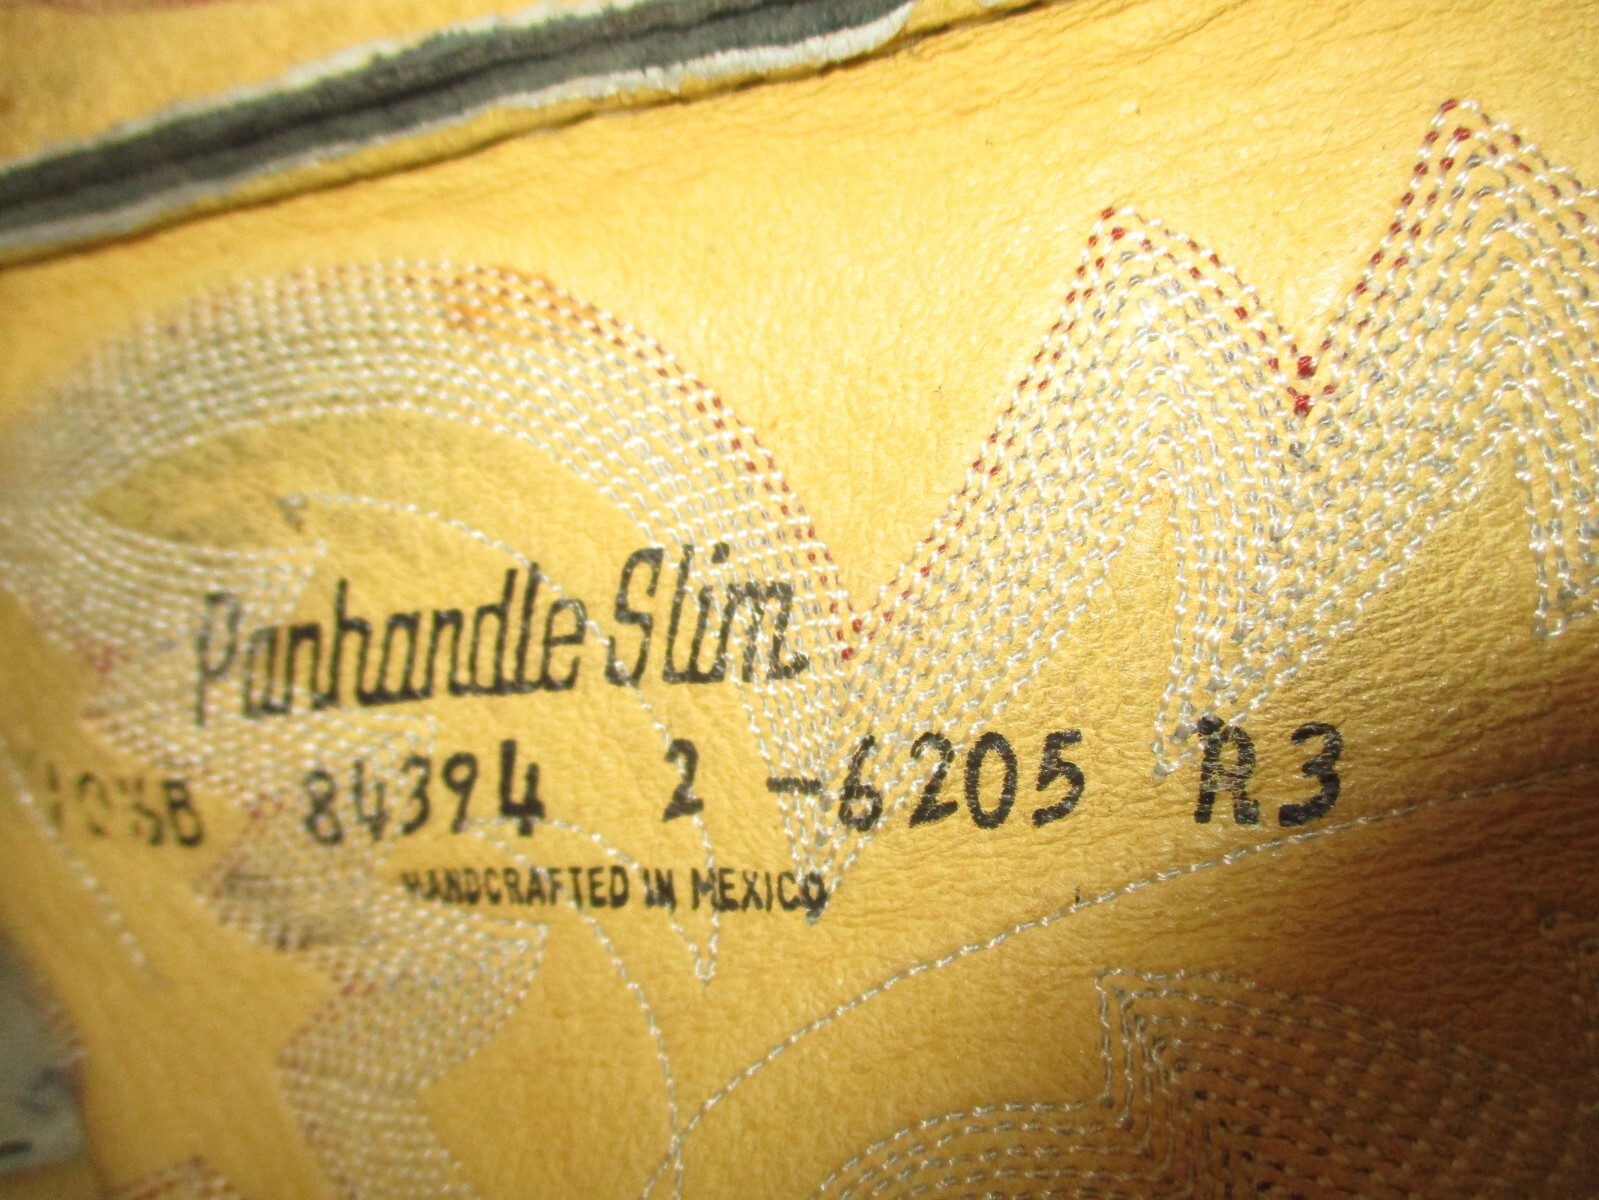 Panhandle Slim
84394 2 -6205 R3
HANDCRAFTED IN MEXICO